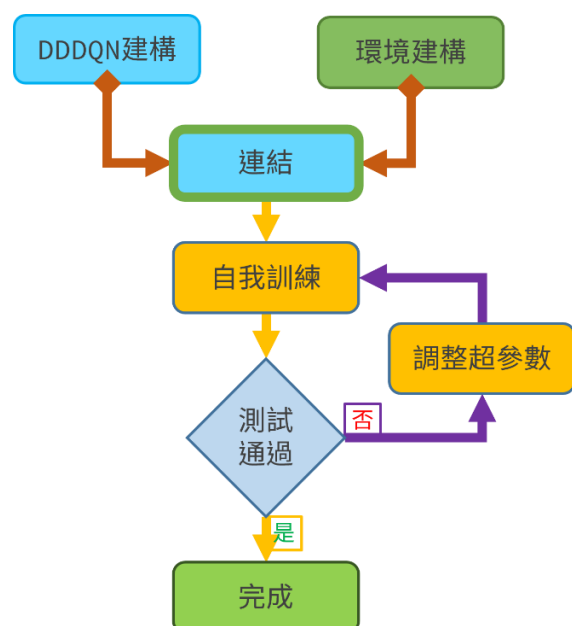 DDDQN建構
環境建構
連結
自我訓練
調整超參數
測試
通過
否
是
完成